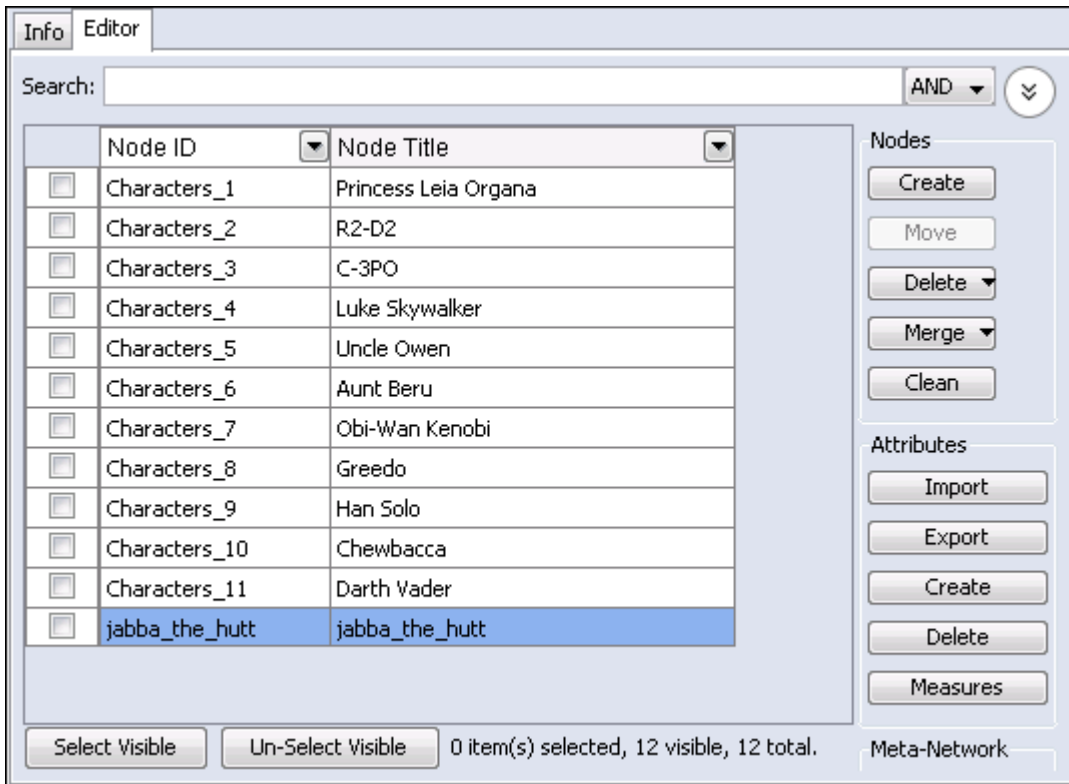 Info Editor
Search: AND
Node ID Node Title
Characters_1 Princess Leia Organa
Characters_2 R2-D2
Characters_3 C-3PO
Characters_4 Luke Skywalker
Characters_5 Uncle Owen
Characters_6 Aunt Beru
Characters_7 Obi-Wan Kenobi
Characters_8 Greedo
Characters_9 Han Solo
Characters_10 Chewbacca
Characters_11 Darth Vader
jabba_the_hutt jabba_the_hutt
Select Visible Un-Select Visible 0 item(s) selected, 12 visible, 12 total.
Nodes
Create
Move
Delete
Merge
Clean
Attributes
Import
Export
Create
Delete
Measures
Meta-Network